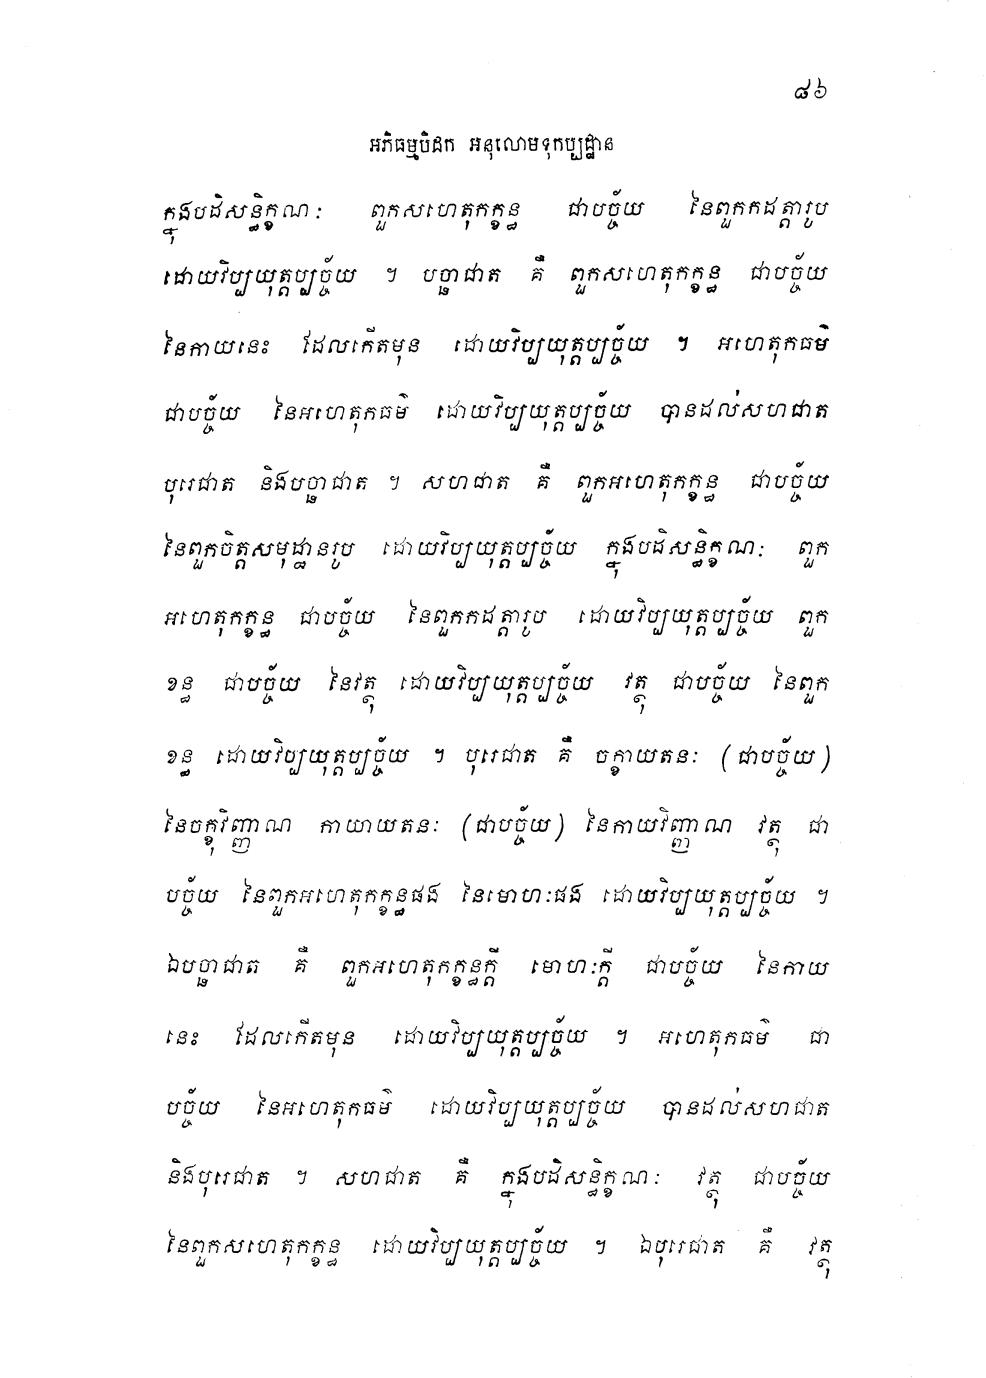 ៨៦
អភិធម្មបិដក អនុលោមទុកប្បដ្ឋាន
ក្នុងបដិសន្ធិក្ខណៈ ពួកសហេតុកក្ខន្ធ ជាបច្ច័យ នៃពួកកដត្តារូប
ដោយវិប្បយុត្តប្បច្ច័យ ។ បច្ឆាជាត គឺ ពួកសហេតុកក្ខន្ធ ជាបច្ច័យ
នៃកាយនេះ ដែលកើតមុន ដោយវិប្បយុត្តប្បច្ច័យ ។ អហេតុកធម៌
ជាបច្ច័យ នៃអហេតុកធម៌ ដោយវិប្បយុត្តប្បច្ច័យ បានដល់សហជាត
បុរេជាត និងបច្ឆាជាត ។ សហជាត គឺ ពួកអហេតុកក្ខន្ធ ជាបច្ច័យ
នៃពួកចិត្តសមុដ្ឋានរូប ដោយវិប្បយុត្តប្បច្ច័យ ក្នុងបដិសន្ធិក្ខណៈ ពួក
អហេតុកក្ខន្ធ ជាបច្ច័យ នៃពួកកដត្តារូប ដោយវិប្បយុត្តប្បច្ច័យ ពួក
ខន្ធ ជាបច្ច័យ នៃវត្ថុ ដោយវិប្បយុត្តប្បច្ច័យ វត្ថុ ជាបច្ច័យ នៃពួក
ខន្ធ ដោយវិប្បយុត្តប្បច្ច័យ ។ បុរេជាត គឺ ចក្ខាយតនៈ (ជាបច្ច័យ)
នៃចក្ខុវិញ្ញាណ កាយាយតនៈ (ជាបច្ច័យ) នៃកាយវិញ្ញាណ វត្ថុ ជា
បច្ច័យ នៃពួកអហេតុកក្ខន្ធផង នៃមោហៈផង ដោយវិប្បយុត្តប្បច្ច័យ ។
ឯបច្ឆាជាត គឺ ពួកអហេតុកក្ខន្ធក្តី មោហៈក្តី ជាបច្ច័យ នៃកាយ
នេះ ដែលកើតមុន ដោយវិប្បយុត្តប្បច្ច័យ ។ អហេតុកធម៌ ជា
បច្ច័យ នៃអហេតុកធម៌ ដោយវិប្បយុត្តប្បច្ច័យ បានដល់សហជាត
និងបុរេជាត ។ សហជាត គឺ ក្នុងបដិសន្ធិក្ខណៈ វត្ថុ ជាបច្ច័យ
នៃពួកសហេតុកក្ខន្ធ ដោយវិប្បយុត្តប្បច្ច័យ ។ ឯបុរេជាត គឺ វត្ថុ